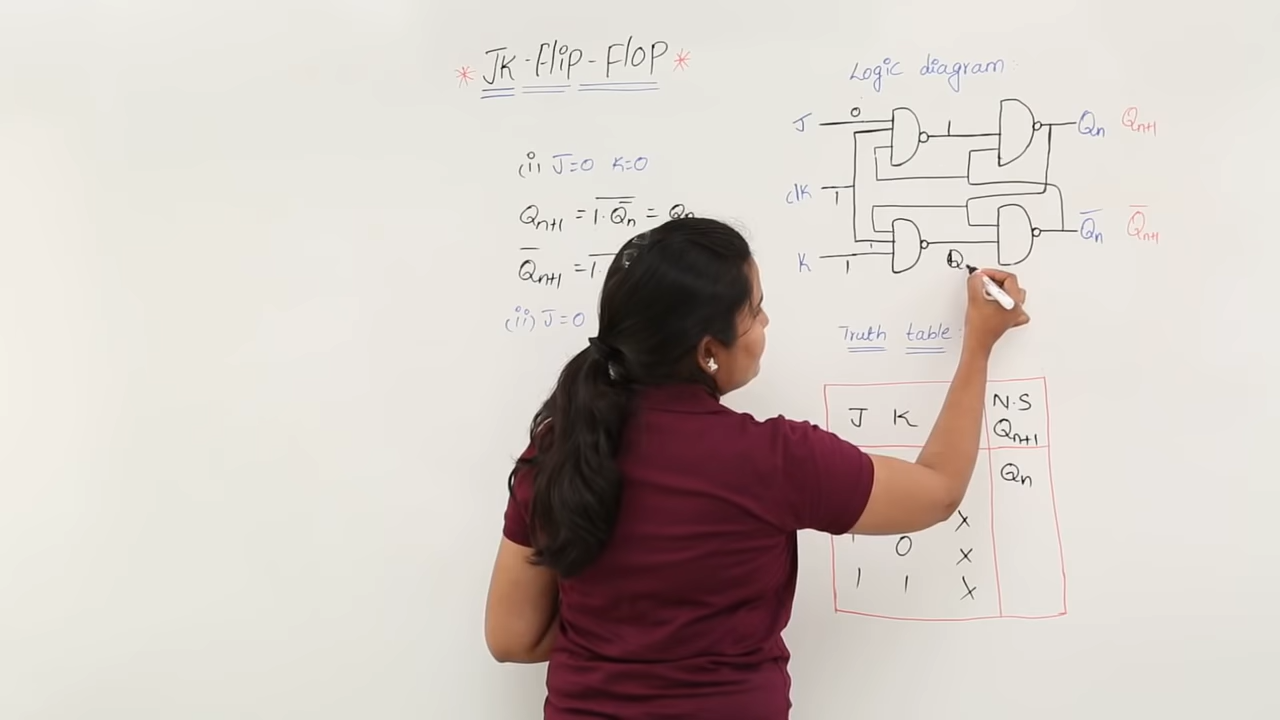 * JK-Flip-Flop *
(i) J=0 K=0
Q̅n+1 = 1.
Qn+1 = 1.Q̅n = Qn
(ii) J=0
Logic diagram:
J 0 1 Qn Qn+1
clk 1
K 1 1 Q̅n Q̅n+1
Q
Truth table:
J K N.S
Qn+1
Qn
X
0 X
1 1 X